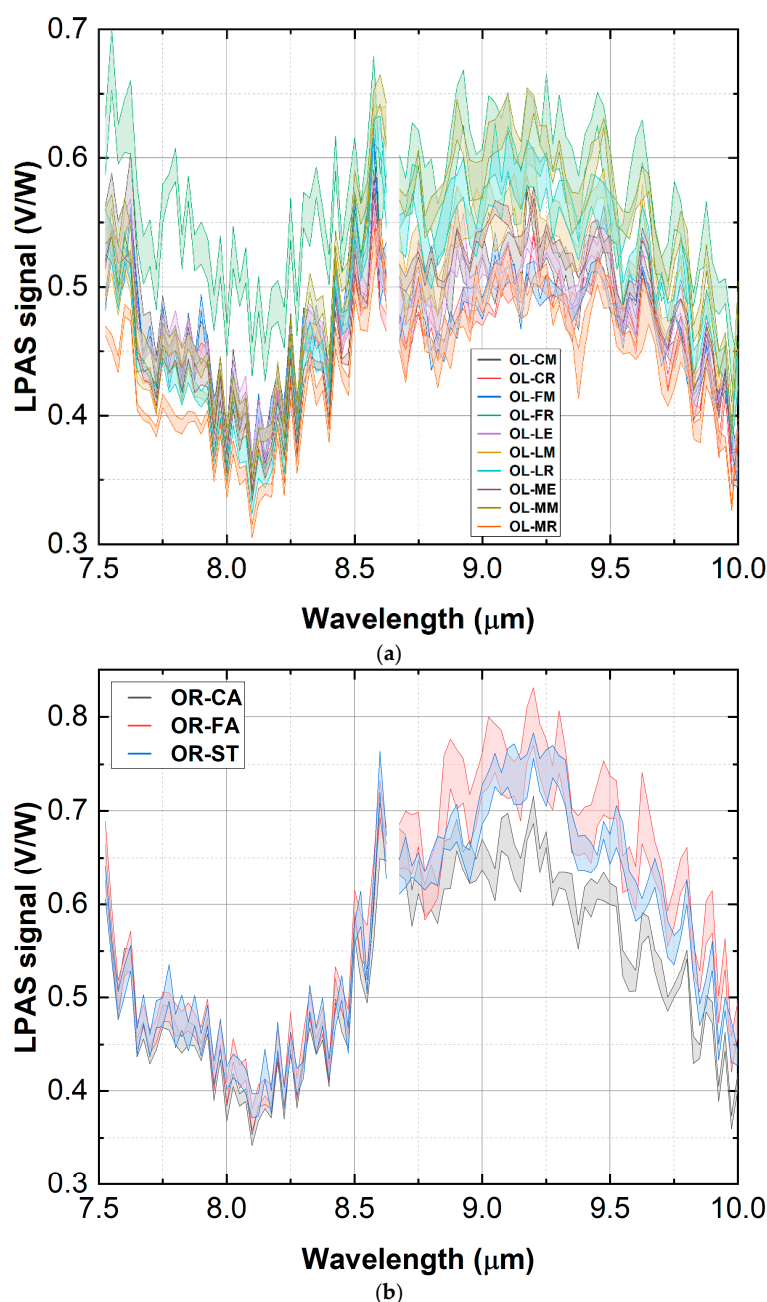 0.7
0.6
0.5
0.4
0.3
LPAS signal (V/W)
OL-CM
OL-CR
OL-FM
OL-FR
OL-LE
OL-LM
OL-LR
OL-ME
OL-MM
OL-MR
7.5 8.0 8.5 9.0 9.5 10.0
Wavelength (μm)
(a)
OR-CA
OR-FA
OR-ST
0.8
0.7
0.6
0.5
0.4
0.3
LPAS signal (V/W)
7.5 8.0 8.5 9.0 9.5 10.0
Wavelength (μm)
(b)